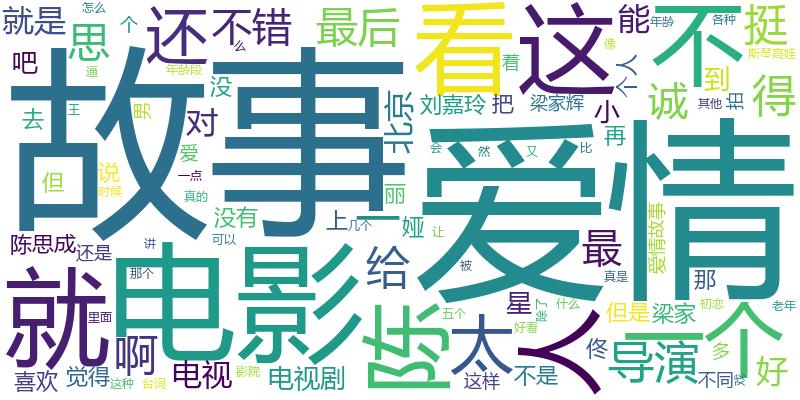 就是 个 怎么 还 不错 最后 看 这 能 年龄 各种 不 挺
思 么 像 斯琴高娃
吧 逼 年龄段 没 着 个人 到 得
故事 爱情
去 王 男 对 北京 刘嘉玲 把 梁家辉 小 诚 拍 其他
再
但 说 爱 会 然 又 比
时候 一点 真的 丽 一
没有 上 几个 娅 让 最 爱情故事
陈思成 还是 讲 可以
那个 给 被 真是 那
就 电影 里面 五个 星 除了 什么 但是 梁家 初恋 一个 老年
陈 太 人
啊 好看 佟 导演 多 好
喜欢 觉得 这种 台词 电视 影院 电视剧 这样 不是 不同